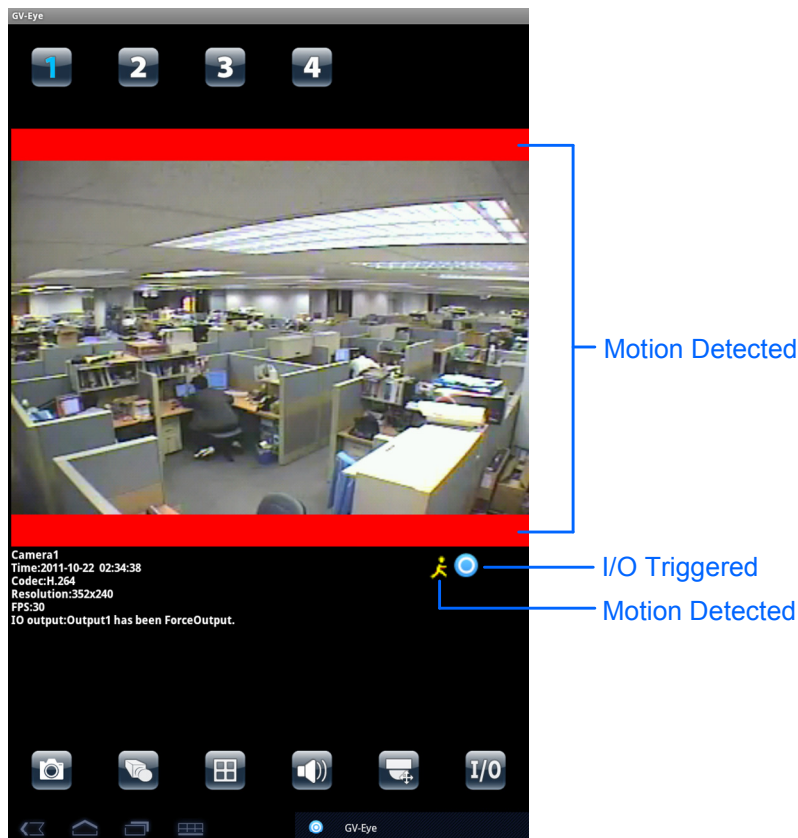 GV-Eye
1 2 3 4
Motion Detected
Camera1
Time:2011-10-22 02:34:38
Codec:H.264
Resolution:352x240
FPS:30
IO output:Output1 has been ForceOutput.
I/O Triggered
Motion Detected
I/O
GV-Eye